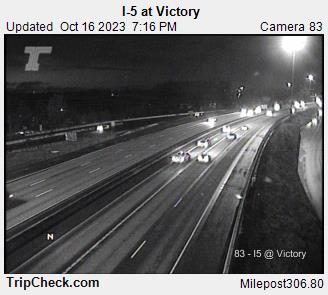 I-5 at Victory
Updated Oct 16 2023 7:16 PM Camera 83
T
N
83 - I5 @ Victory
TripCheck.com Milepost306.80